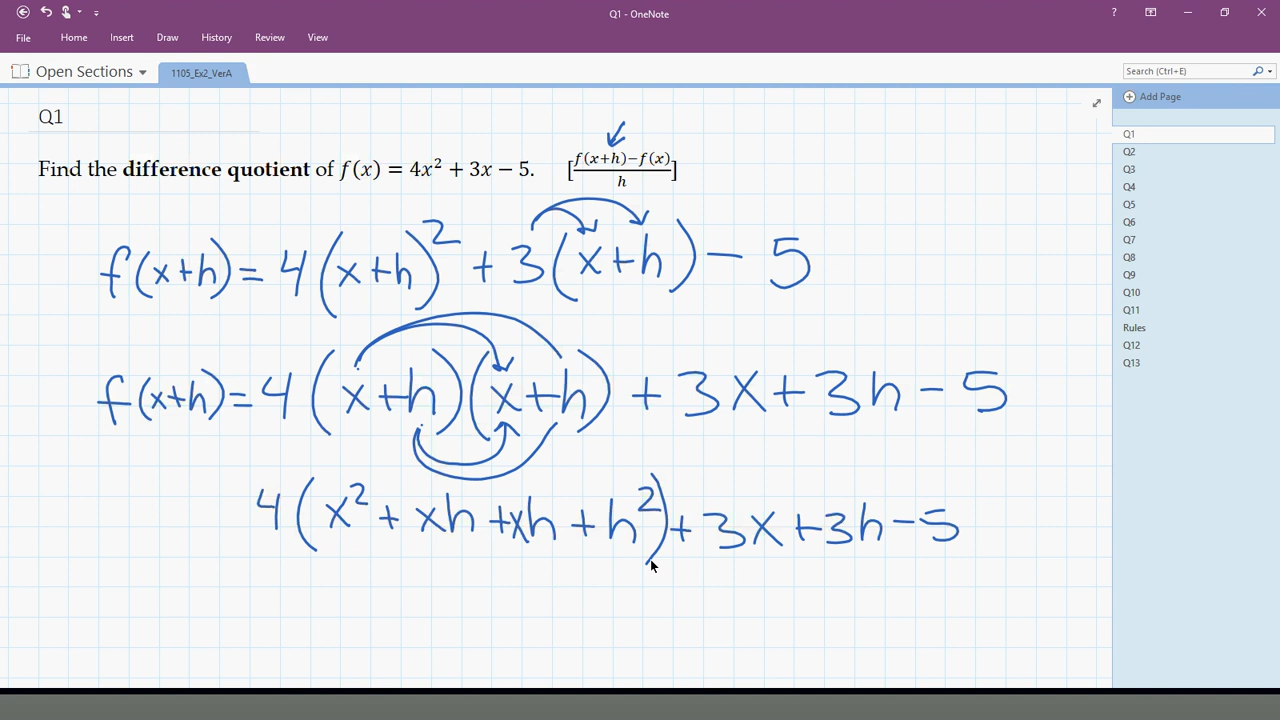 Q1 - OneNote
?
File Home Insert Draw History Review View
Open Sections 1105_Ex2_VerA Search (Ctrl+E)
Add Page
Q1
Find the difference quotient of f(x) = 4x² + 3x − 5. [f(x+h)−f(x) / h]
f(x+h) = 4(x+h)² + 3(x+h) − 5
f(x+h) = 4(x+h)(x+h) + 3x + 3h − 5
4(x² + xh + xh + h²) + 3x + 3h − 5
Q1
Q2
Q3
Q4
Q5
Q6
Q7
Q8
Q9
Q10
Q11
Rules
Q12
Q13